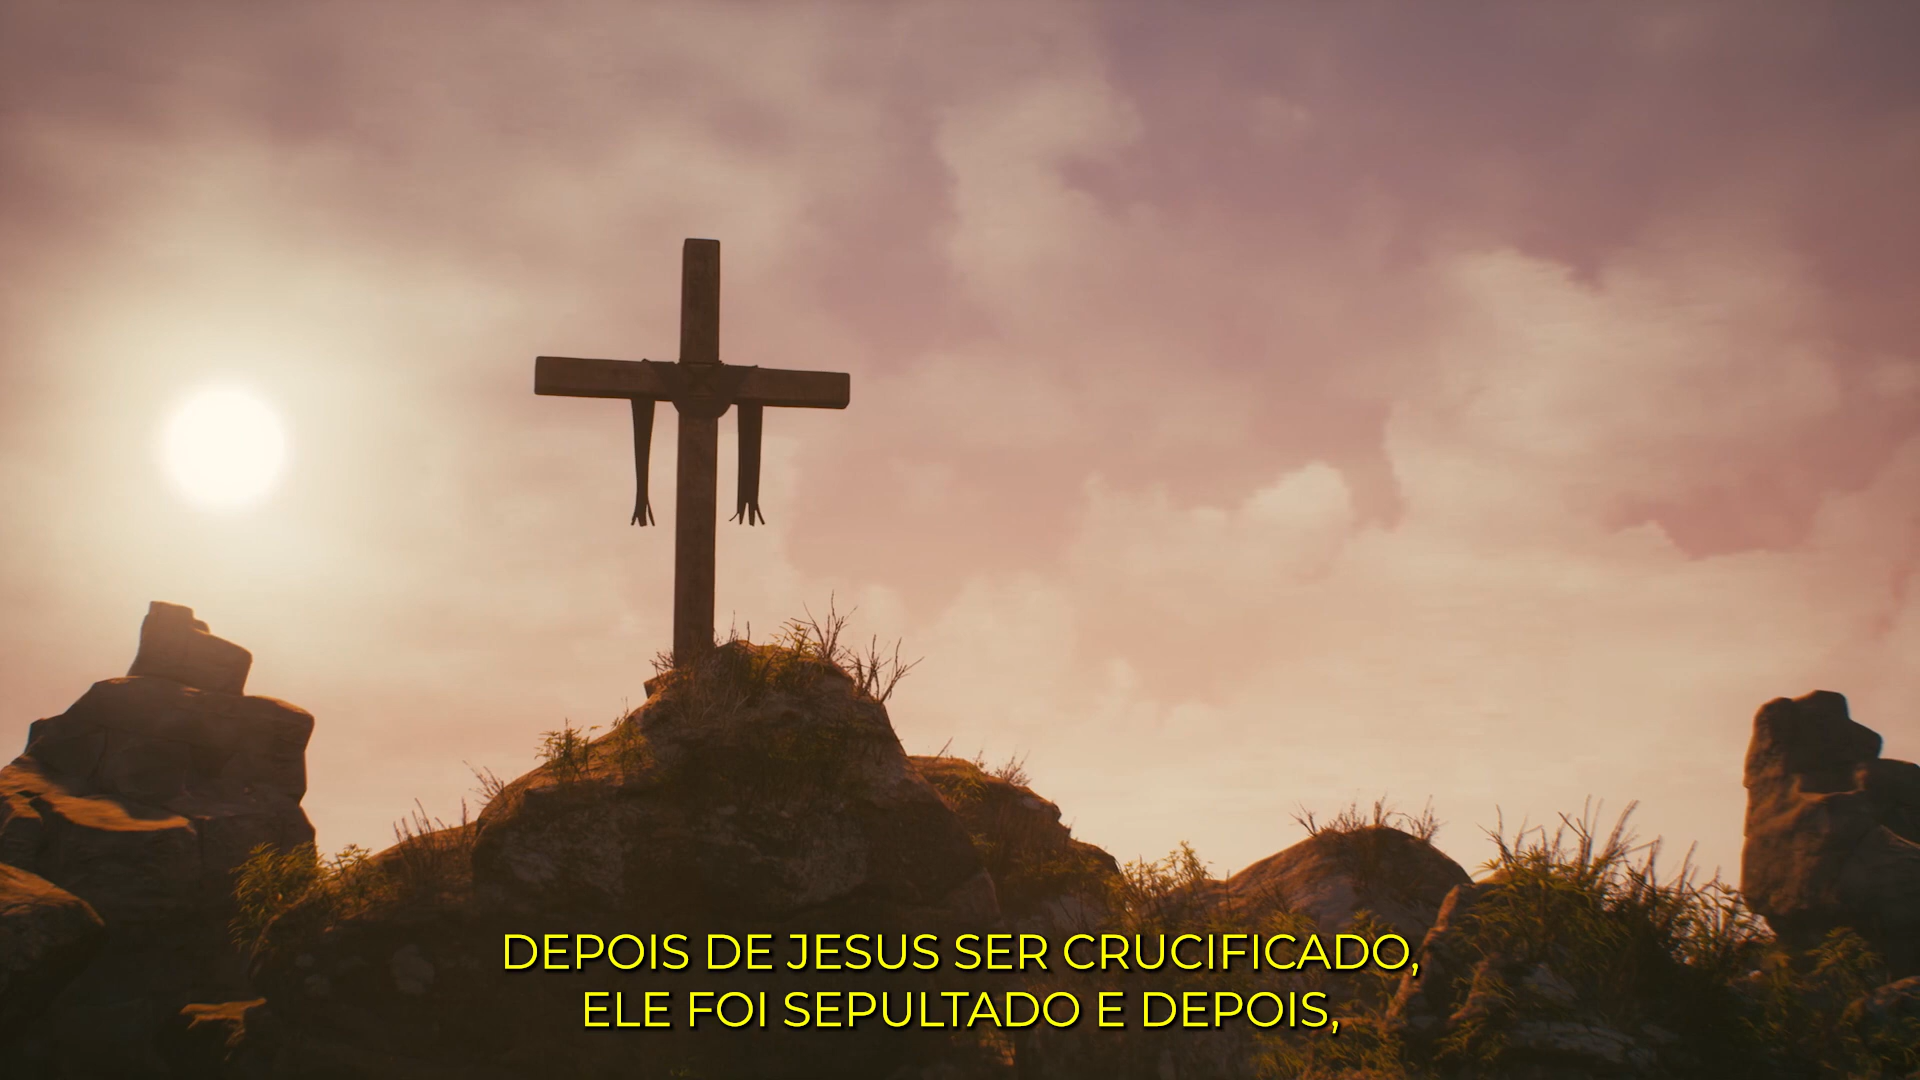 DEPOIS DE JESUS SER CRUCIFICADO,
ELE FOI SEPULTADO E DEPOIS,